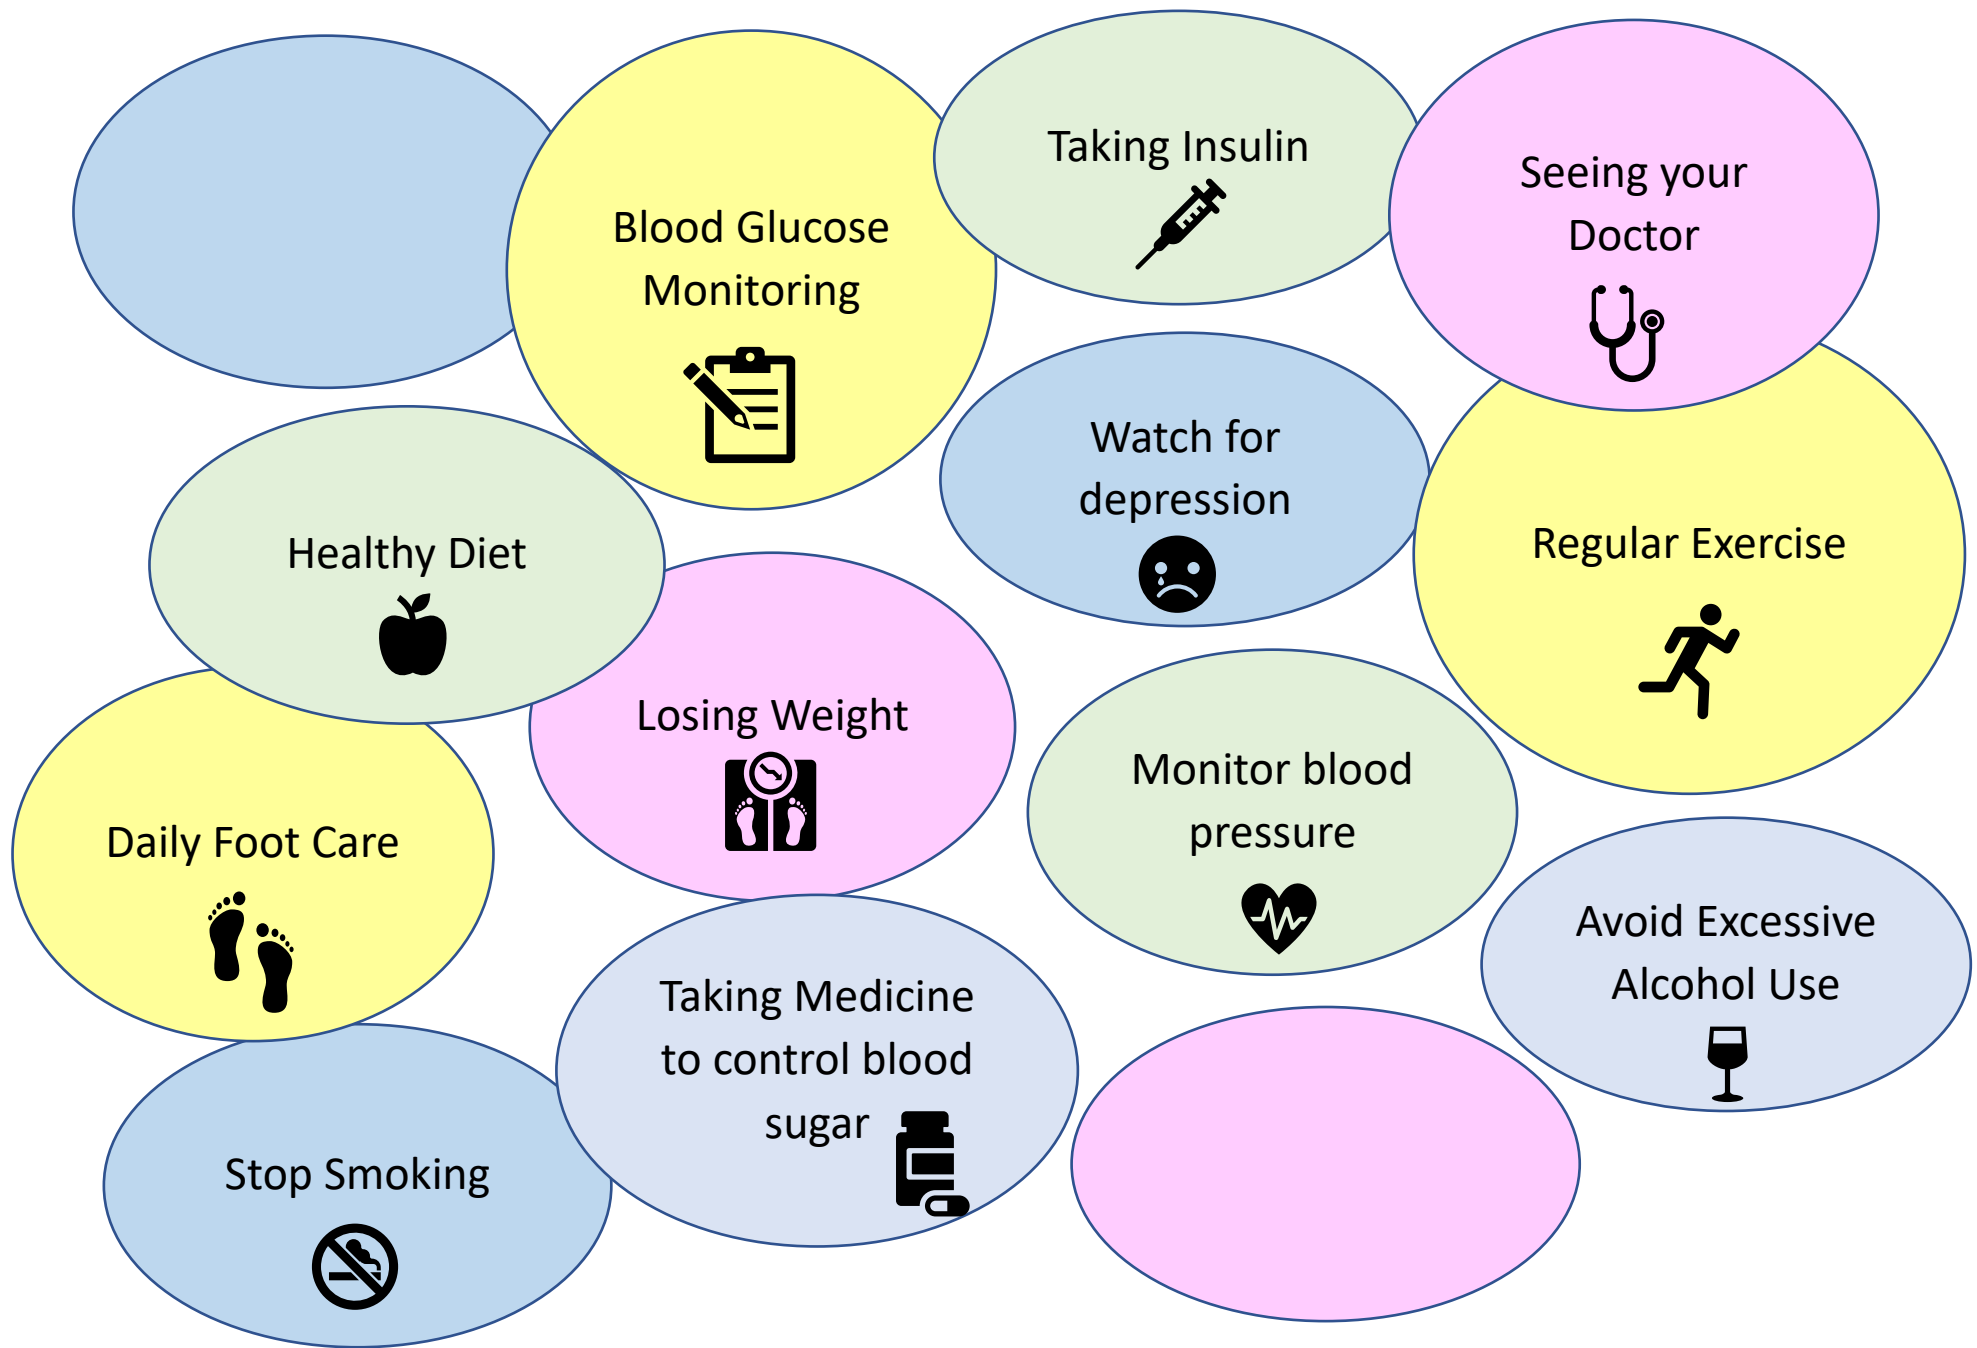 Blood Glucose
Monitoring
Taking Insulin
Seeing your
Doctor
Healthy Diet
Watch for
depression
Regular Exercise
Losing Weight
Daily Foot Care
Monitor blood
pressure
Avoid Excessive
Alcohol Use
Taking Medicine
to control blood
sugar
Stop Smoking